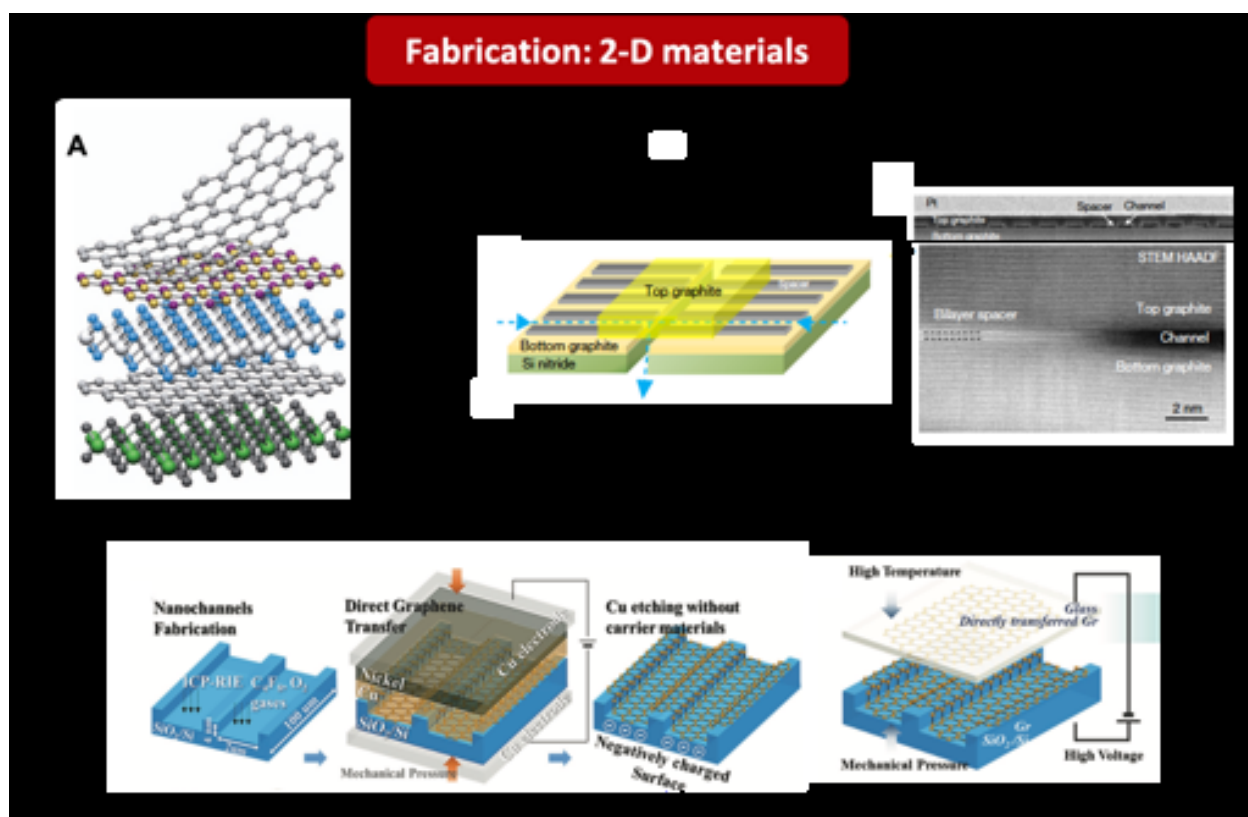 Fabrication: 2-D materials
A
Top graphite
Spacer
Bottom graphite
Si nitride
Pt
Spacer
Channel
Top graphite
Bottom graphite
STEM HAADF
Top graphite
Bilayer spacer
Channel
Bottom graphite
2 nm
Nanochannels
Fabrication
ICP-RIE
gases
SiO₂/Si
100 μm
Direct Graphene
Transfer
Cu electrode
Nickel
Cu
SiO₂/Si
Cu electrode
Mechanical Pressure
Cu etching without
carrier materials
Negatively charged
Surface
High Temperature
Glass
Directly transferred Gr
Gr
SiO₂/Si
Mechanical Pressure
High Voltage